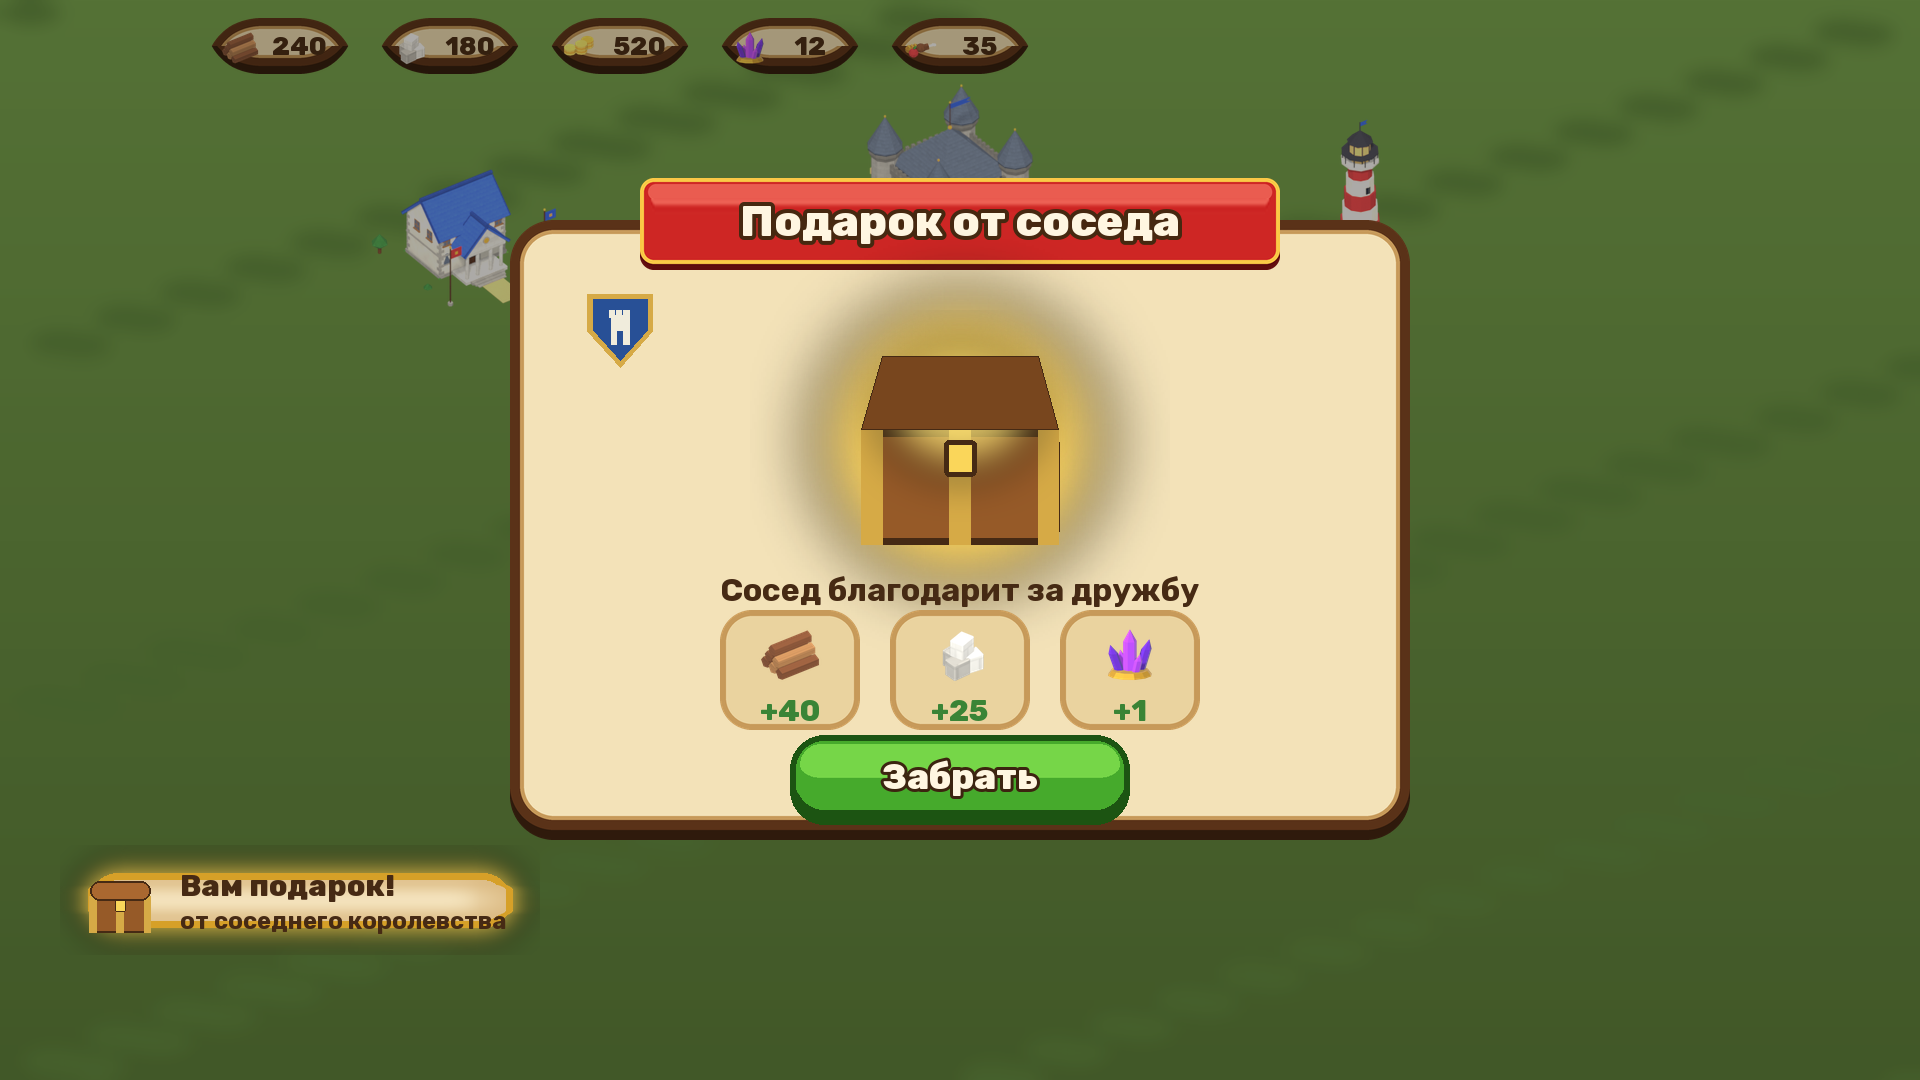 240
180
520
12
35
Подарок от соседа
Сосед благодарит за дружбу
+40
+25
+1
Забрать
Вам подарок!
от соседнего королевства